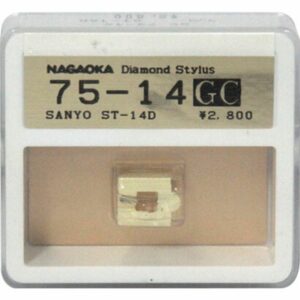 NAGAOKA Diamond Stylus
75-14 GC
SANYO ST-14D ¥2,800